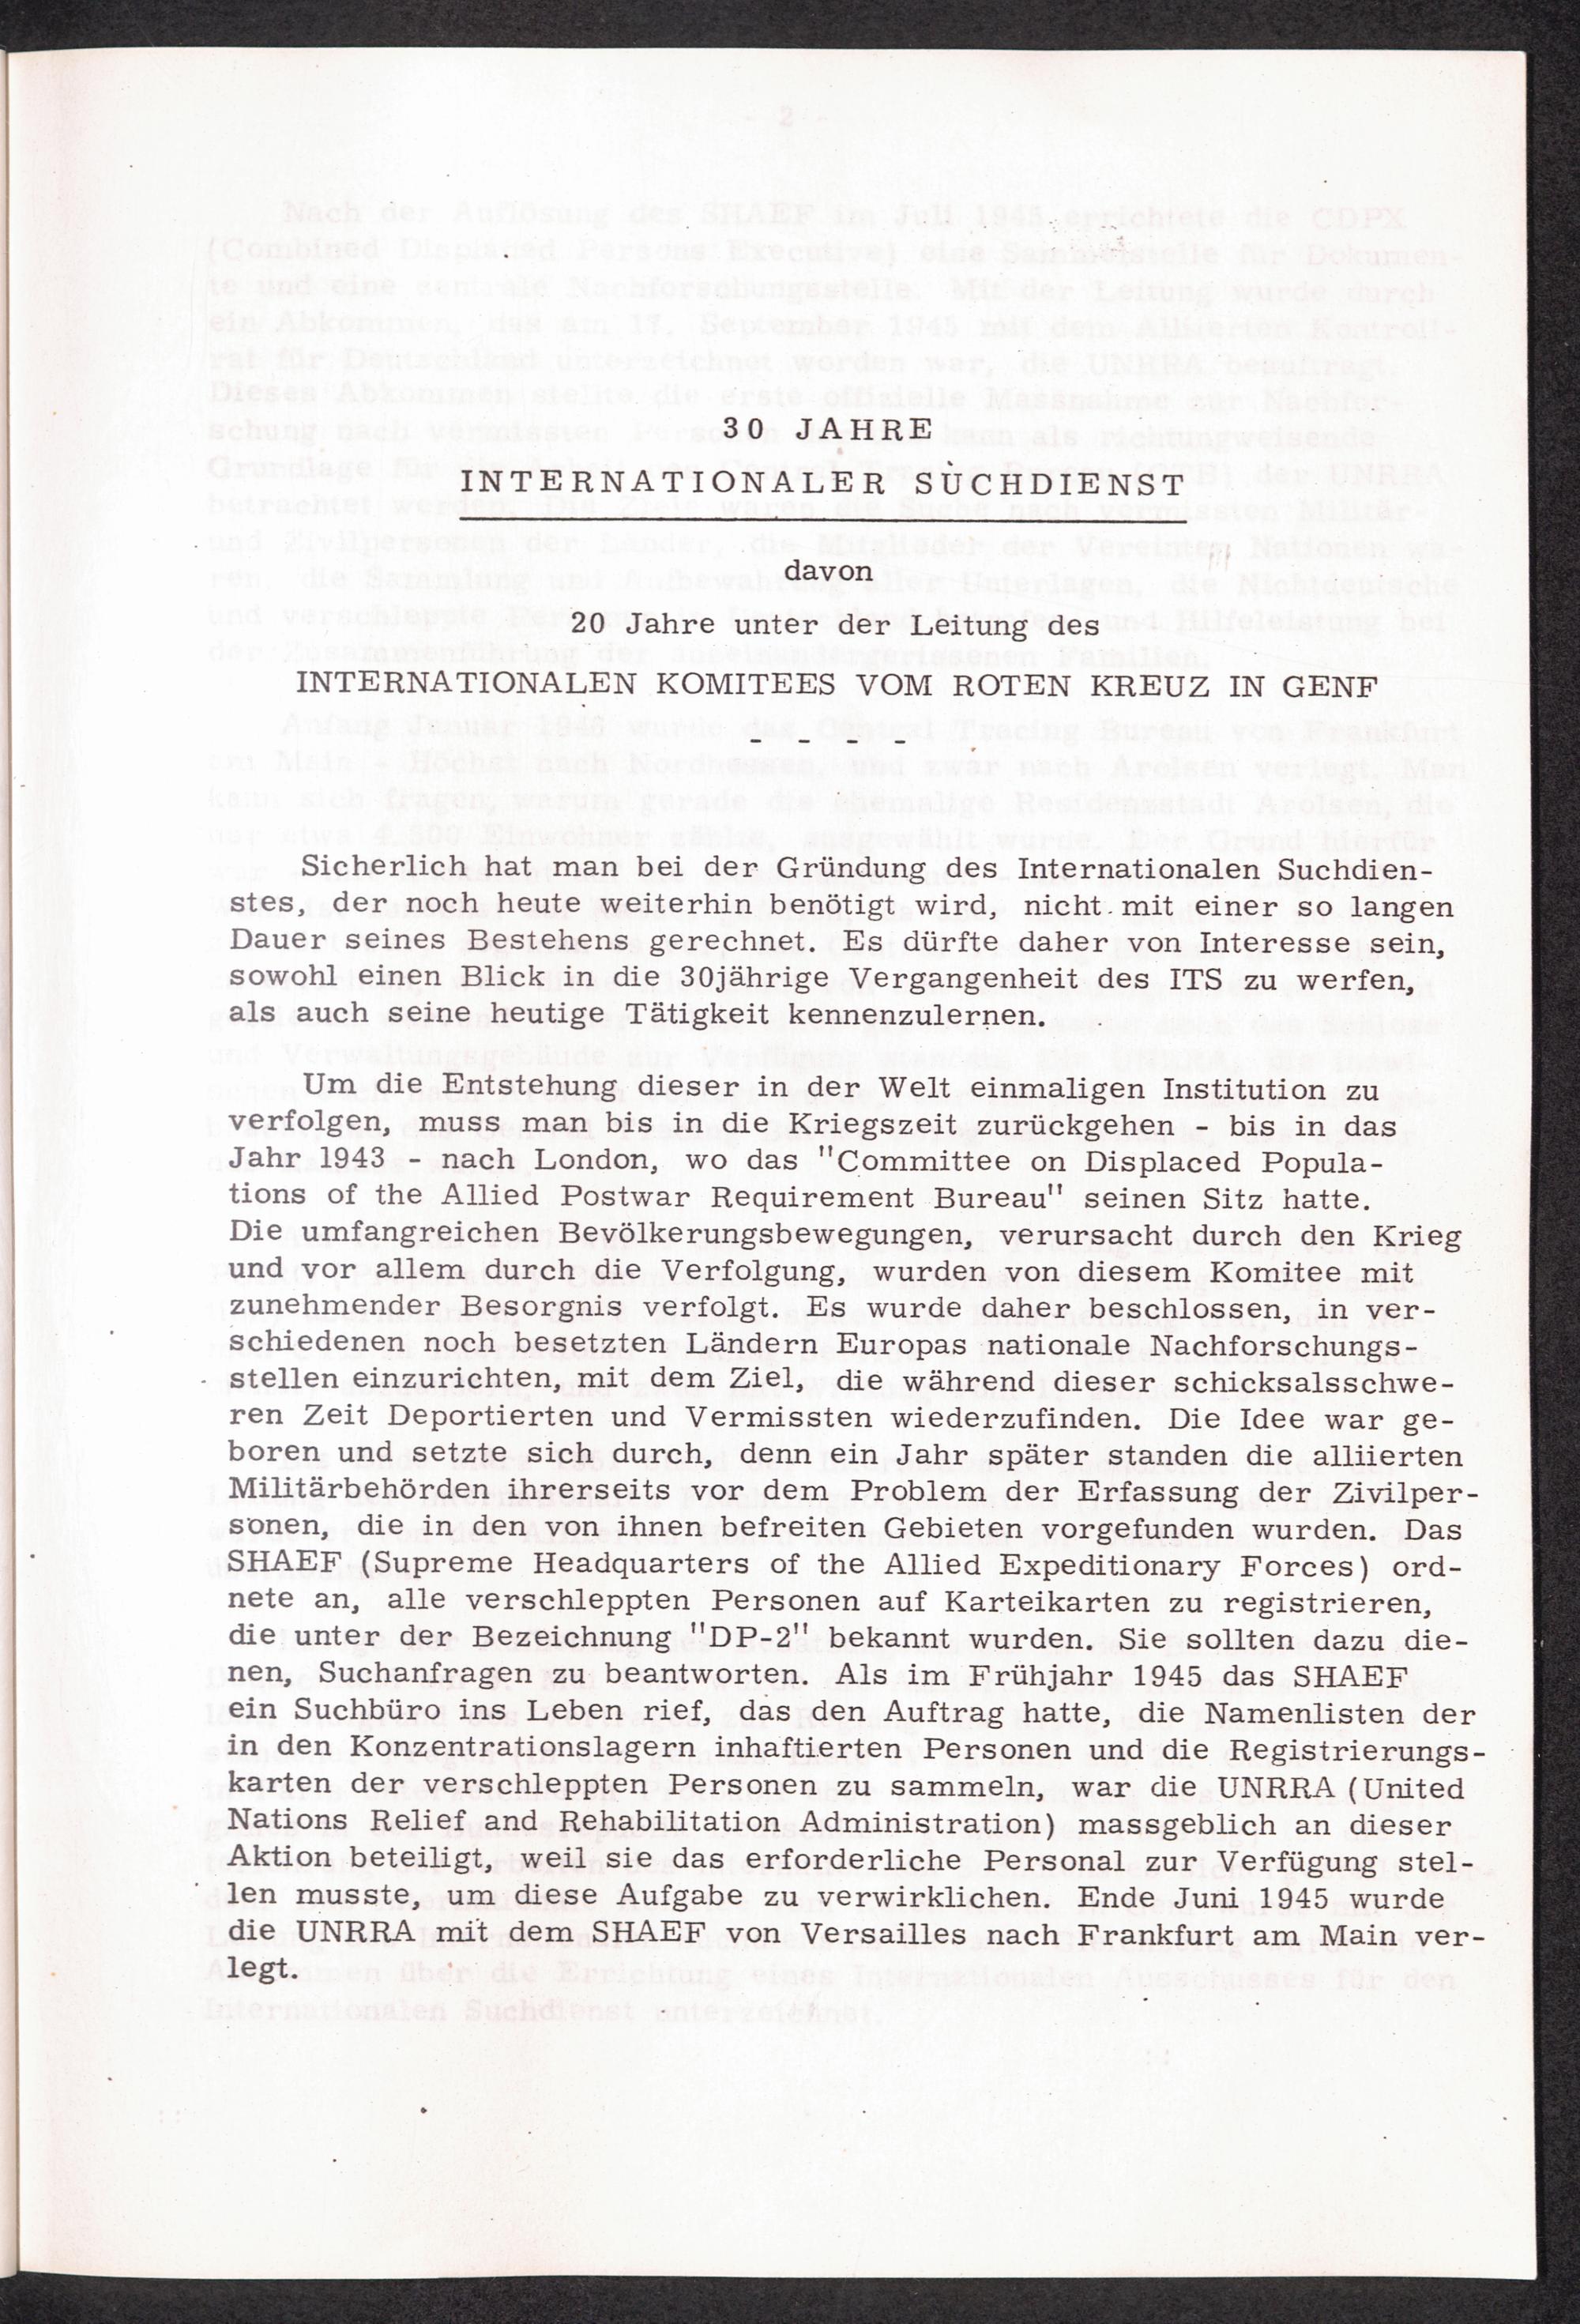 30 JAHRE
INTERNATIONALER SUCHDIENST
davon
20 Jahre unter der Leitung des
INTERNATIONALEN KOMITEES VOM ROTEN KREUZ IN GENF
- - - -
Sicherlich hat man bei der Gründung des Internationalen Suchdien-
stes, der noch heute weiterhin benötigt wird, nicht mit einer so langen
Dauer seines Bestehens gerechnet. Es dürfte daher von Interesse sein,
sowohl einen Blick in die 30jährige Vergangenheit des ITS zu werfen,
als auch seine heutige Tätigkeit kennenzulernen.
Um die Entstehung dieser in der Welt einmaligen Institution zu
verfolgen, muss man bis in die Kriegszeit zurückgehen - bis in das
Jahr 1943 - nach London, wo das "Committee on Displaced Popula-
tions of the Allied Postwar Requirement Bureau" seinen Sitz hatte.
Die umfangreichen Bevölkerungsbewegungen, verursacht durch den Krieg
und vor allem durch die Verfolgung, wurden von diesem Komitee mit
zunehmender Besorgnis verfolgt. Es wurde daher beschlossen, in ver-
schiedenen noch besetzten Ländern Europas nationale Nachforschungs-
stellen einzurichten, mit dem Ziel, die während dieser schicksalsschwe-
ren Zeit Deportierten und Vermissten wiederzufinden. Die Idee war ge-
boren und setzte sich durch, denn ein Jahr später standen die alliierten
Militärbehörden ihrerseits vor dem Problem der Erfassung der Zivilper-
sonen, die in den von ihnen befreiten Gebieten vorgefunden wurden. Das
SHAEF (Supreme Headquarters of the Allied Expeditionary Forces) ord-
nete an, alle verschleppten Personen auf Karteikarten zu registrieren,
die unter der Bezeichnung "DP-2" bekannt wurden. Sie sollten dazu die-
nen, Suchanfragen zu beantworten. Als im Frühjahr 1945 das SHAEF
ein Suchbüro ins Leben rief, das den Auftrag hatte, die Namenlisten der
in den Konzentrationslagern inhaftierten Personen und die Registrierungs-
karten der verschleppten Personen zu sammeln, war die UNRRA (United
Nations Relief and Rehabilitation Administration) massgeblich an dieser
Aktion beteiligt, weil sie das erforderliche Personal zur Verfügung stel-
len musste, um diese Aufgabe zu verwirklichen. Ende Juni 1945 wurde
die UNRRA mit dem SHAEF von Versailles nach Frankfurt am Main ver-
legt.